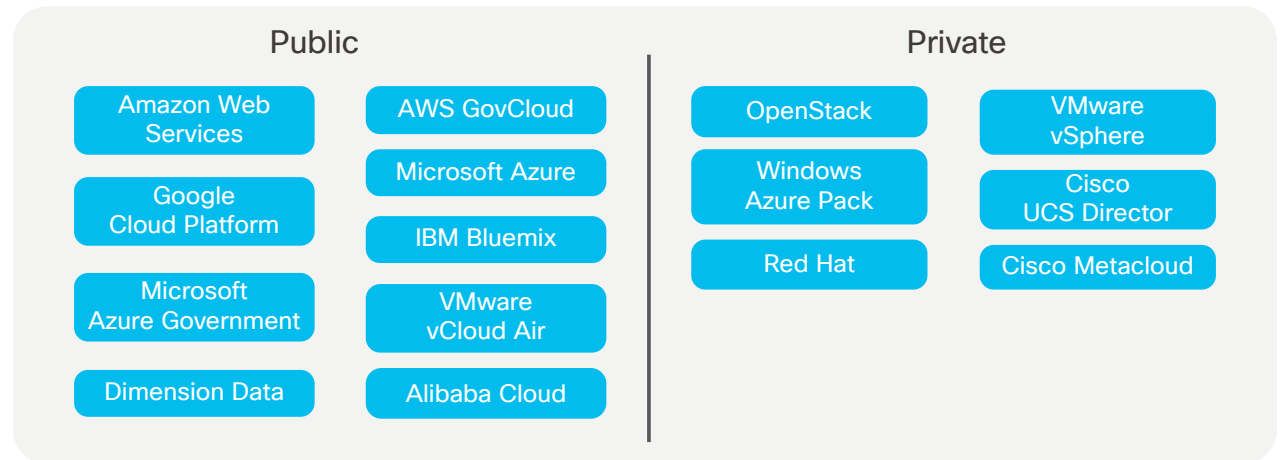 Public
Amazon Web
Services
Google
Cloud Platform
Microsoft
Azure Government
Dimension Data
AWS GovCloud
Microsoft Azure
IBM Bluemix
VMware
vCloud Air
Alibaba Cloud
Private
OpenStack
Windows
Azure Pack
Red Hat
VMware
vSphere
Cisco
UCS Director
Cisco Metacloud